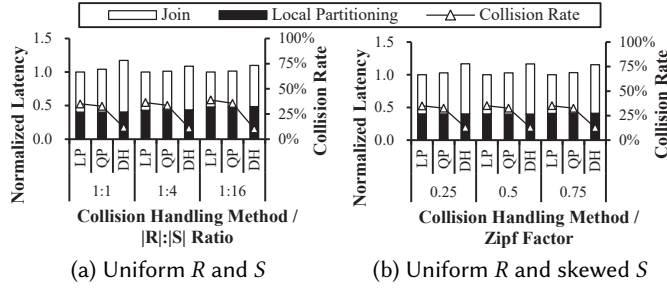 Join Local Partitioning Collision Rate
Normalized Latency
1.5
1.0
0.5
0.0
100%
75%
50%
25%
0%
Collision Rate
LP QP DH LP QP DH LP QP DH
1:1 1:4 1:16
Collision Handling Method /
|R|:|S| Ratio
(a) Uniform R and S
Normalized Latency
1.5
1.0
0.5
0.0
100%
75%
50%
25%
0%
Collision Rate
LP QP DH LP QP DH LP QP DH
0.25 0.5 0.75
Collision Handling Method /
Zipf Factor
(b) Uniform R and skewed S